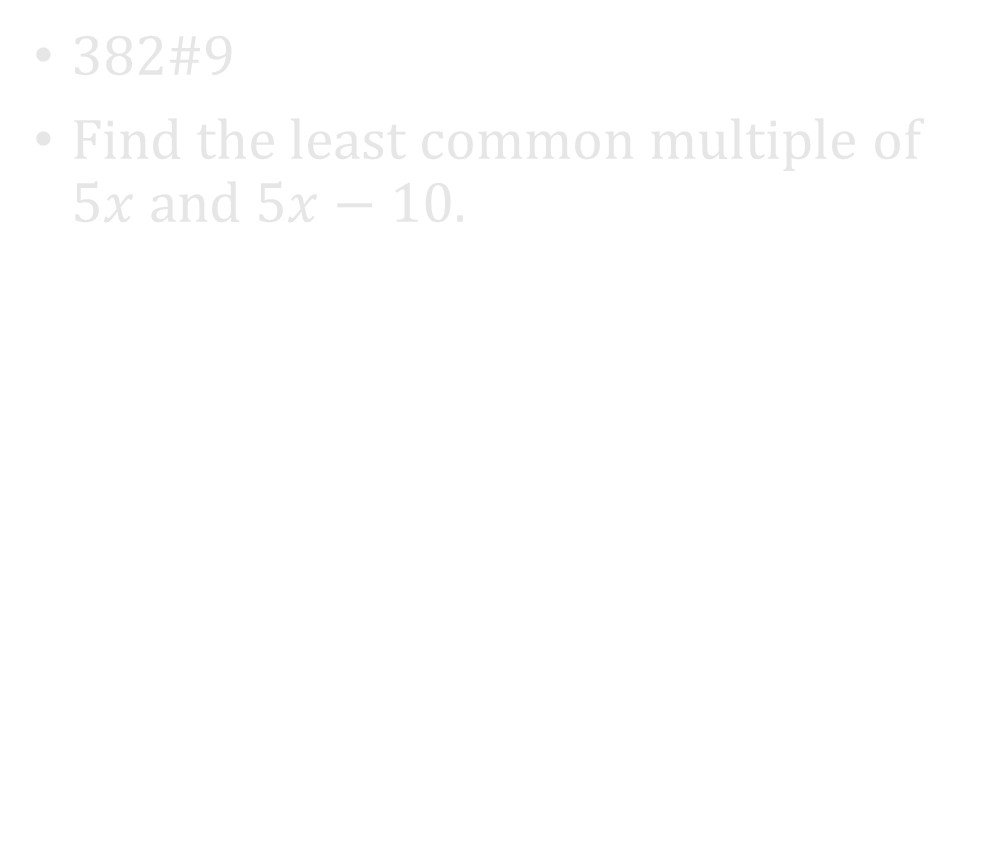 • 382#9
• Find the least common multiple of
5x and 5x − 10.